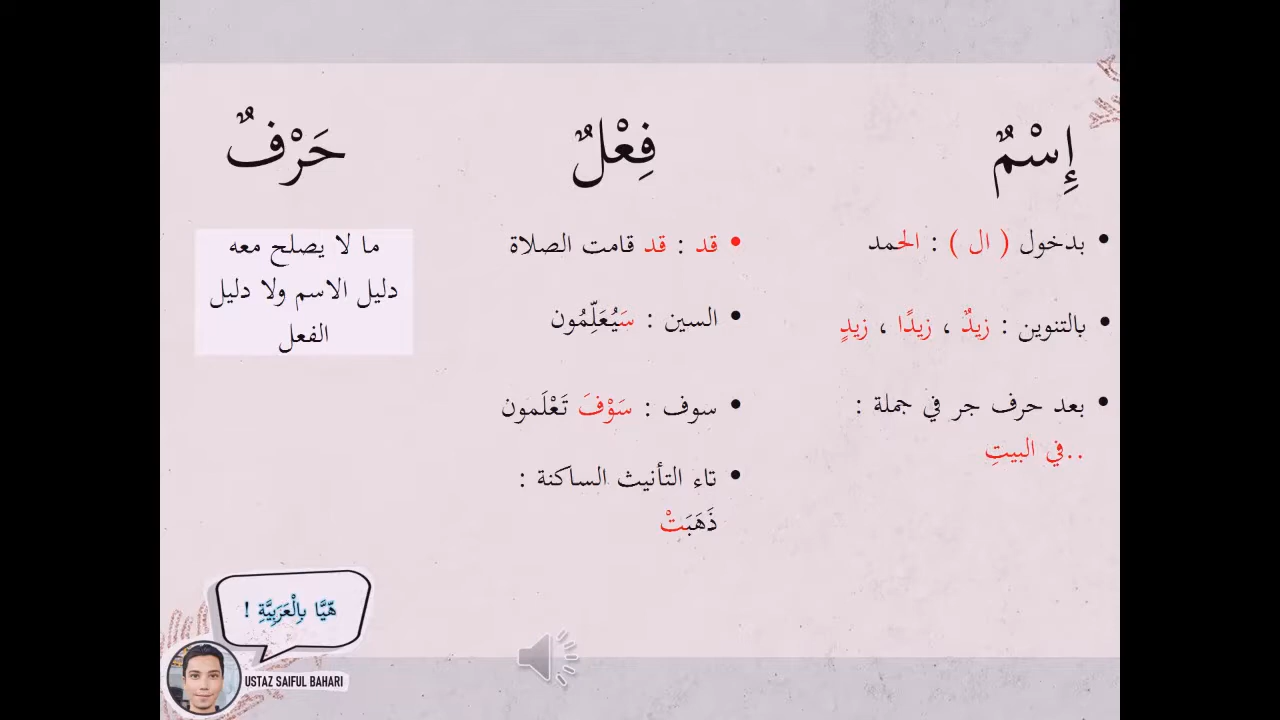 إِسْمٌ
بدخول ( ال ) : الحمد
بالتنوين : زيدٌ ، زيدًا ، زيدٍ
بعد حرف جر في جملة :
..في البيتِ
فِعْلٌ
قد : قد قامت الصلاة
السين : سَيُعَلِّمُون
سوف : سَوْفَ تَعْلَمون
تاء التأنيث الساكنة :
ذَهَبَتْ
حَرْفٌ
ما لا يصلح معه
دليل الاسم ولا دليل
الفعل
هَيَّا بِالْعَرَبِيَّةِ !
USTAZ SAIFUL BAHARI